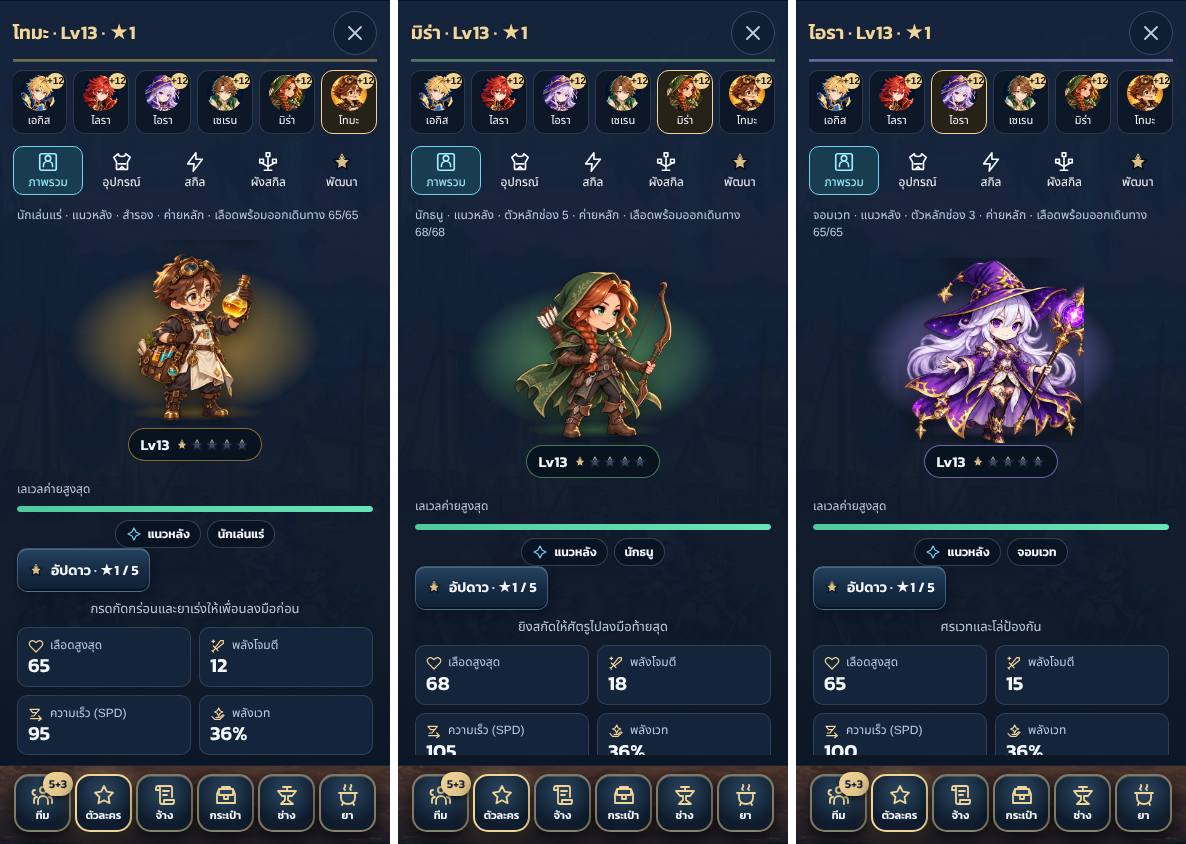 โทมะ · Lv13 · ★1
+12 +12 +12 +12 +12 +12
เอกิส ไลรา ไอรา เซเรน มิร่า โทมะ
ภาพรวม อุปกรณ์ สกิล ผังสกิล พัฒนา
นักเล่นแร่ · แนวหลัง · สำรอง · ค่ายหลัก · เลือดพร้อมออกเดินทาง 65/65
Lv13
เลเวลค่ายสูงสุด
แนวหลัง นักเล่นแร่
อัปดาว · ★1 / 5
กรดกัดกร่อนและยาเร่งให้เพื่อนลงมือก่อน
เลือดสูงสุด พลังโจมตี
65 12
ความเร็ว (SPD) พลังเวท
95 36%
5+3
ทีม ตัวละคร จ้าง กระเป๋า ช่าง ยา
มิร่า · Lv13 · ★1
+12 +12 +12 +12 +12 +12
เอกิส ไลรา ไอรา เซเรน มิร่า โทมะ
ภาพรวม อุปกรณ์ สกิล ผังสกิล พัฒนา
นักธนู · แนวหลัง · ตัวหลักช่อง 5 · ค่ายหลัก · เลือดพร้อมออกเดินทาง
68/68
Lv13
เลเวลค่ายสูงสุด
แนวหลัง นักธนู
อัปดาว · ★1 / 5
ยิงสกัดให้ศัตรูไปลงมือท้ายสุด
เลือดสูงสุด พลังโจมตี
68 18
ความเร็ว (SPD) พลังเวท
105 36%
5+3
ทีม ตัวละคร จ้าง กระเป๋า ช่าง ยา
ไอรา · Lv13 · ★1
+12 +12 +12 +12 +12 +12
เอกิส ไลรา ไอรา เซเรน มิร่า โทมะ
ภาพรวม อุปกรณ์ สกิล ผังสกิล พัฒนา
จอมเวท · แนวหลัง · ตัวหลักช่อง 3 · ค่ายหลัก · เลือดพร้อมออกเดินทาง
65/65
Lv13
เลเวลค่ายสูงสุด
แนวหลัง จอมเวท
อัปดาว · ★1 / 5
ศรเวทและโล่ป้องกัน
เลือดสูงสุด พลังโจมตี
65 15
ความเร็ว (SPD) พลังเวท
100 36%
5+3
ทีม ตัวละคร จ้าง กระเป๋า ช่าง ยา